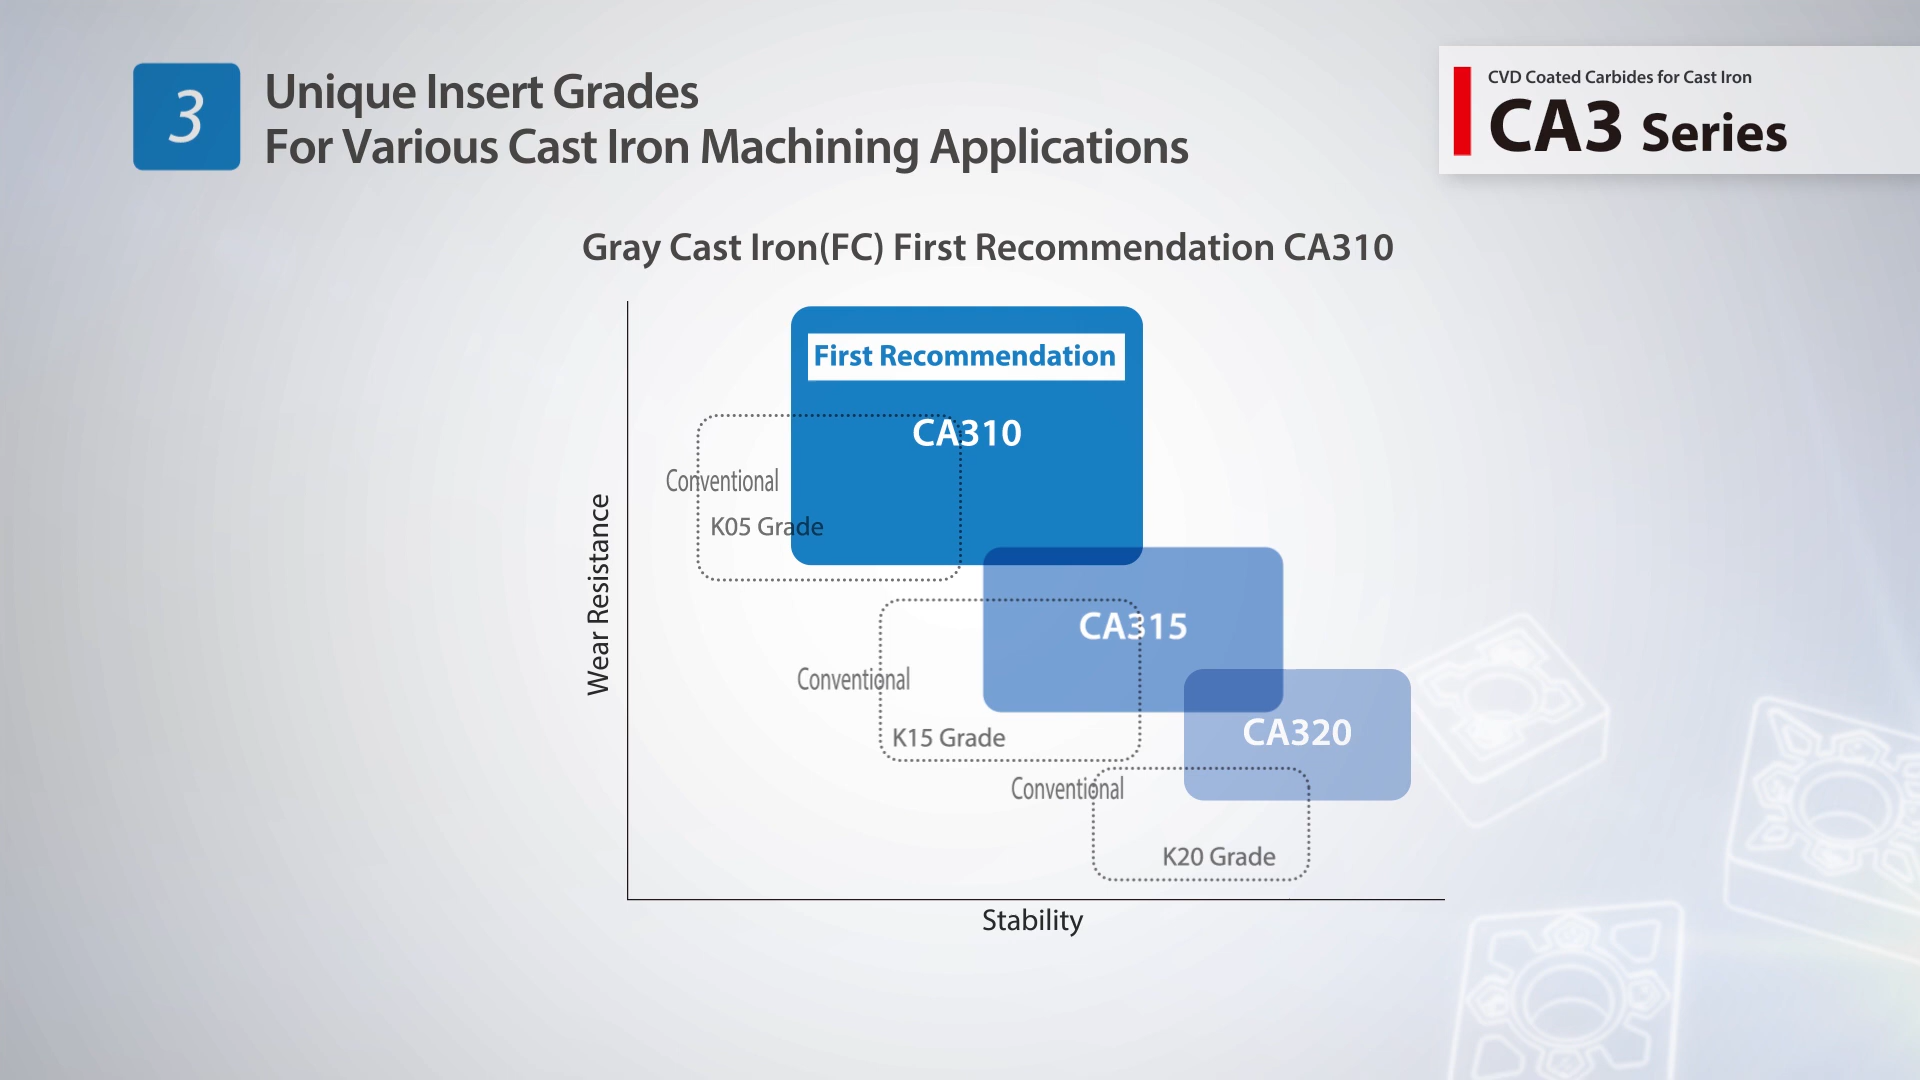 3
Unique Insert Grades
For Various Cast Iron Machining Applications
CVD Coated Carbides for Cast Iron
CA3 Series
Gray Cast Iron(FC) First Recommendation CA310
First Recommendation
CA310
Conventional
K05 Grade
CA315
Conventional
K15 Grade
CA320
Conventional
K20 Grade
Wear Resistance
Stability